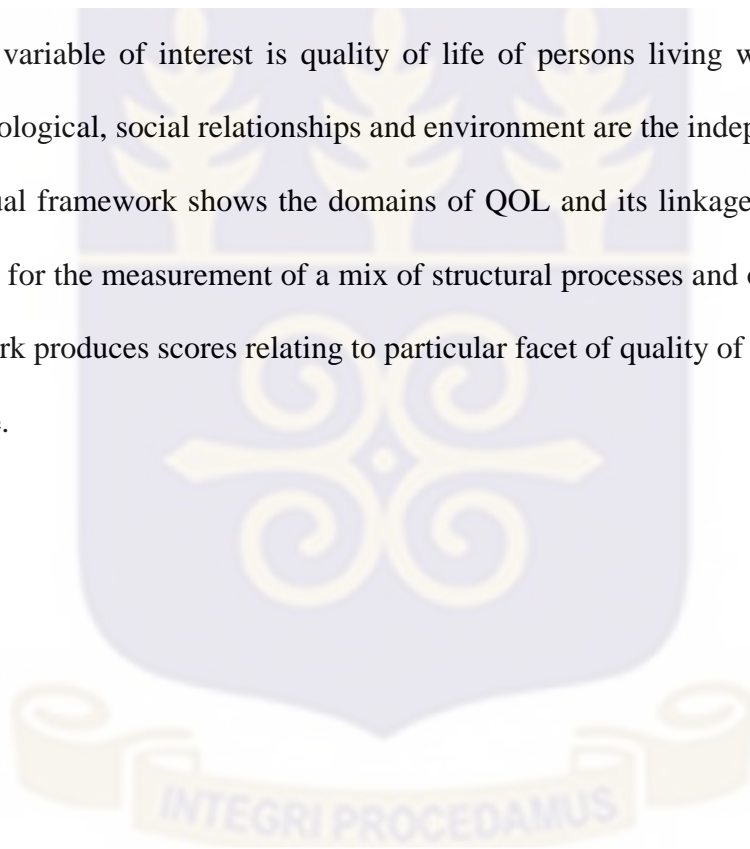 variable of interest is quality of life of persons living
ological, social relationships and environment are the indep
ual framework shows the domains of QOL and its linkage
for the measurement of a mix of structural processes and
rk produces scores relating to particular facet of quality of
INTEGRI PROCEDAMUS